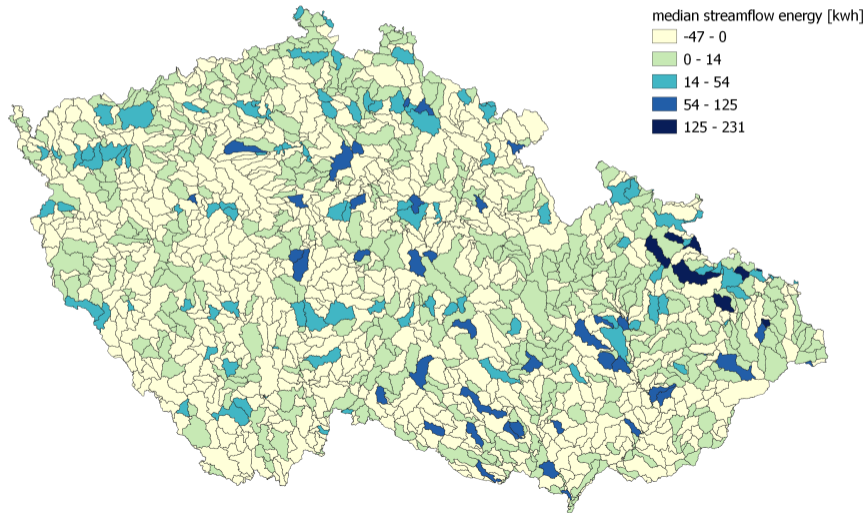 median streamflow energy [kwh]
-47 - 0
0 - 14
14 - 54
54 - 125
125 - 231